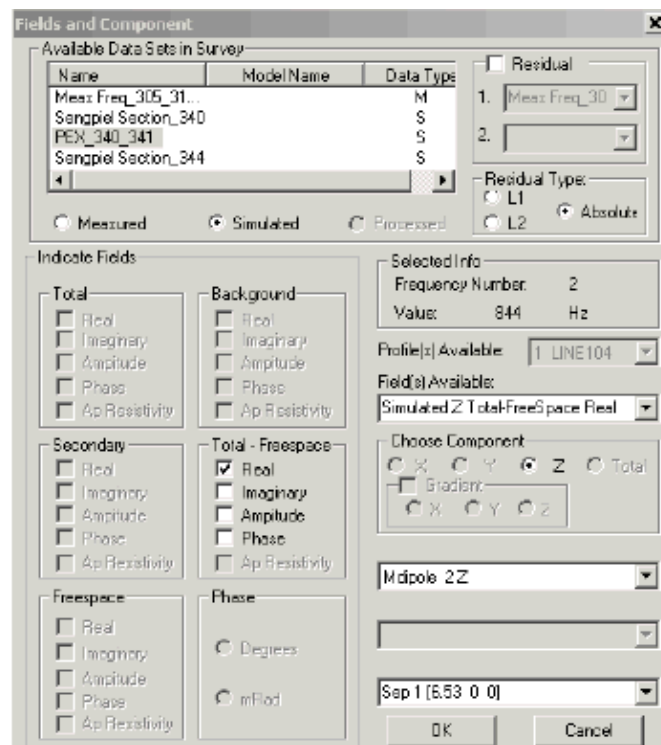 Fields and Component
Available Data Sets in Survey
Name Model Name Data Type
Meax Freq_305_31... M
Sengpiel Section_340 S
PEX_340_341 S
Sengpiel Section_344 S
Measured Simulated Processed
Residual
1. Meax Freq_30
2.
Residual Type:
L1
L2
Absolute
Indicate Fields
Total
Real
Imaginary
Amplitude
Phase
Ap Resistivity
Background
Real
Imaginary
Amplitude
Phase
Ap Resistivity
Secondary
Real
Imaginary
Amplitude
Phase
Ap Resistivity
Total - Freespace
Real
Imaginary
Amplitude
Phase
Ap Resistivity
Freespace
Real
Imaginary
Amplitude
Phase
Ap Resistivity
Phase
Degrees
mRad
Selected Info
Frequency Number: 2
Value: 844 Hz
Profile(s) Available: 1 LINE104
Field(s) Available:
Simulated Z Total-FreeSpace Real
Choose Component
X Y Z Total
Gradient
X Y Z
Mdipole 2 Z
Sep 1 [6.53 0 0]
OK Cancel